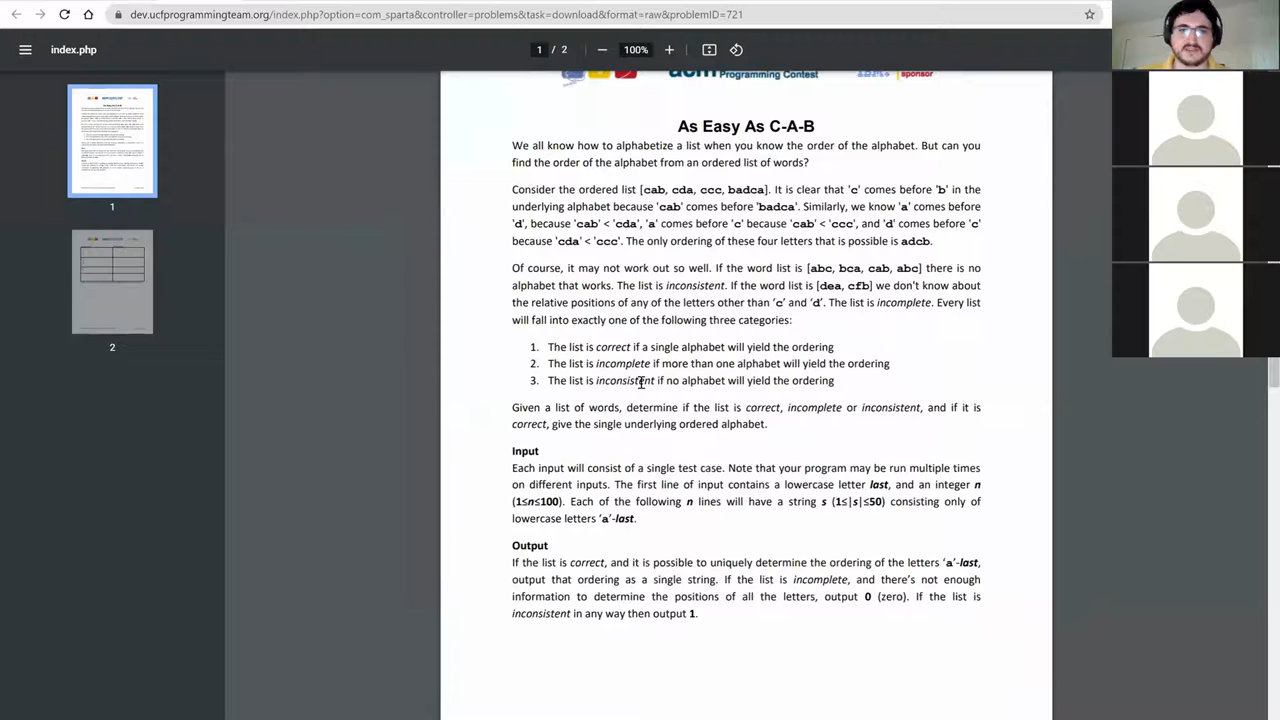 dev.ucfprogrammingteam.org/index.php?option=com_sparta&controller=problems&task=download&format=raw&problemID=721
index.php
1 / 2
100%
acm Programming Contest
sponsor
As Easy As C-A-B
We all know how to alphabetize a list when you know the order of the alphabet. But can you
find the order of the alphabet from an ordered list of words?
Consider the ordered list [cab, cda, ccc, badca]. It is clear that 'c' comes before 'b' in the
underlying alphabet because 'cab' comes before 'badca'. Similarly, we know 'a' comes before
'd', because 'cab' < 'cda', 'a' comes before 'c' because 'cab' < 'ccc', and 'd' comes before 'c'
because 'cda' < 'ccc'. The only ordering of these four letters that is possible is adcb.
Of course, it may not work out so well. If the word list is [abc, bca, cab, abc] there is no
alphabet that works. The list is inconsistent. If the word list is [dea, cfb] we don't know about
the relative positions of any of the letters other than 'c' and 'd'. The list is incomplete. Every list
will fall into exactly one of the following three categories:
1. The list is correct if a single alphabet will yield the ordering
2. The list is incomplete if more than one alphabet will yield the ordering
3. The list is inconsistent if no alphabet will yield the ordering
Given a list of words, determine if the list is correct, incomplete or inconsistent, and if it is
correct, give the single underlying ordered alphabet.
Input
Each input will consist of a single test case. Note that your program may be run multiple times
on different inputs. The first line of input contains a lowercase letter last, and an integer n
(1≤n≤100). Each of the following n lines will have a string s (1≤|s|≤50) consisting only of
lowercase letters 'a'-last.
Output
If the list is correct, and it is possible to uniquely determine the ordering of the letters 'a'-last,
output that ordering as a single string. If the list is incomplete, and there's not enough
information to determine the positions of all the letters, output 0 (zero). If the list is
inconsistent in any way then output 1.
1
2